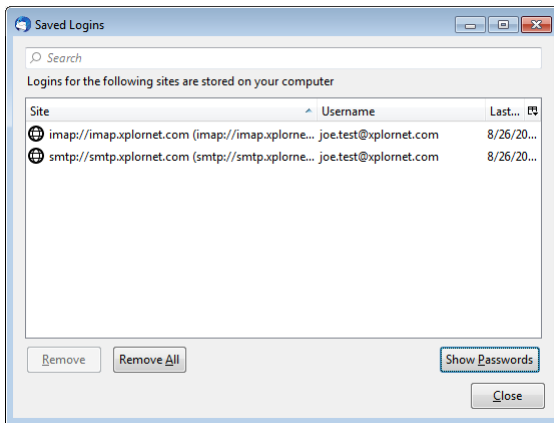 Saved Logins
Search
Logins for the following sites are stored on your computer
Site Username Last...
imap://imap.xplornet.com (imap://imap.xplorne... joe.test@xplornet.com 8/26/20...
smtp://smtp.xplornet.com (smtp://smtp.xplorne... joe.test@xplornet.com 8/26/20...
Remove Remove All Show Passwords
Close